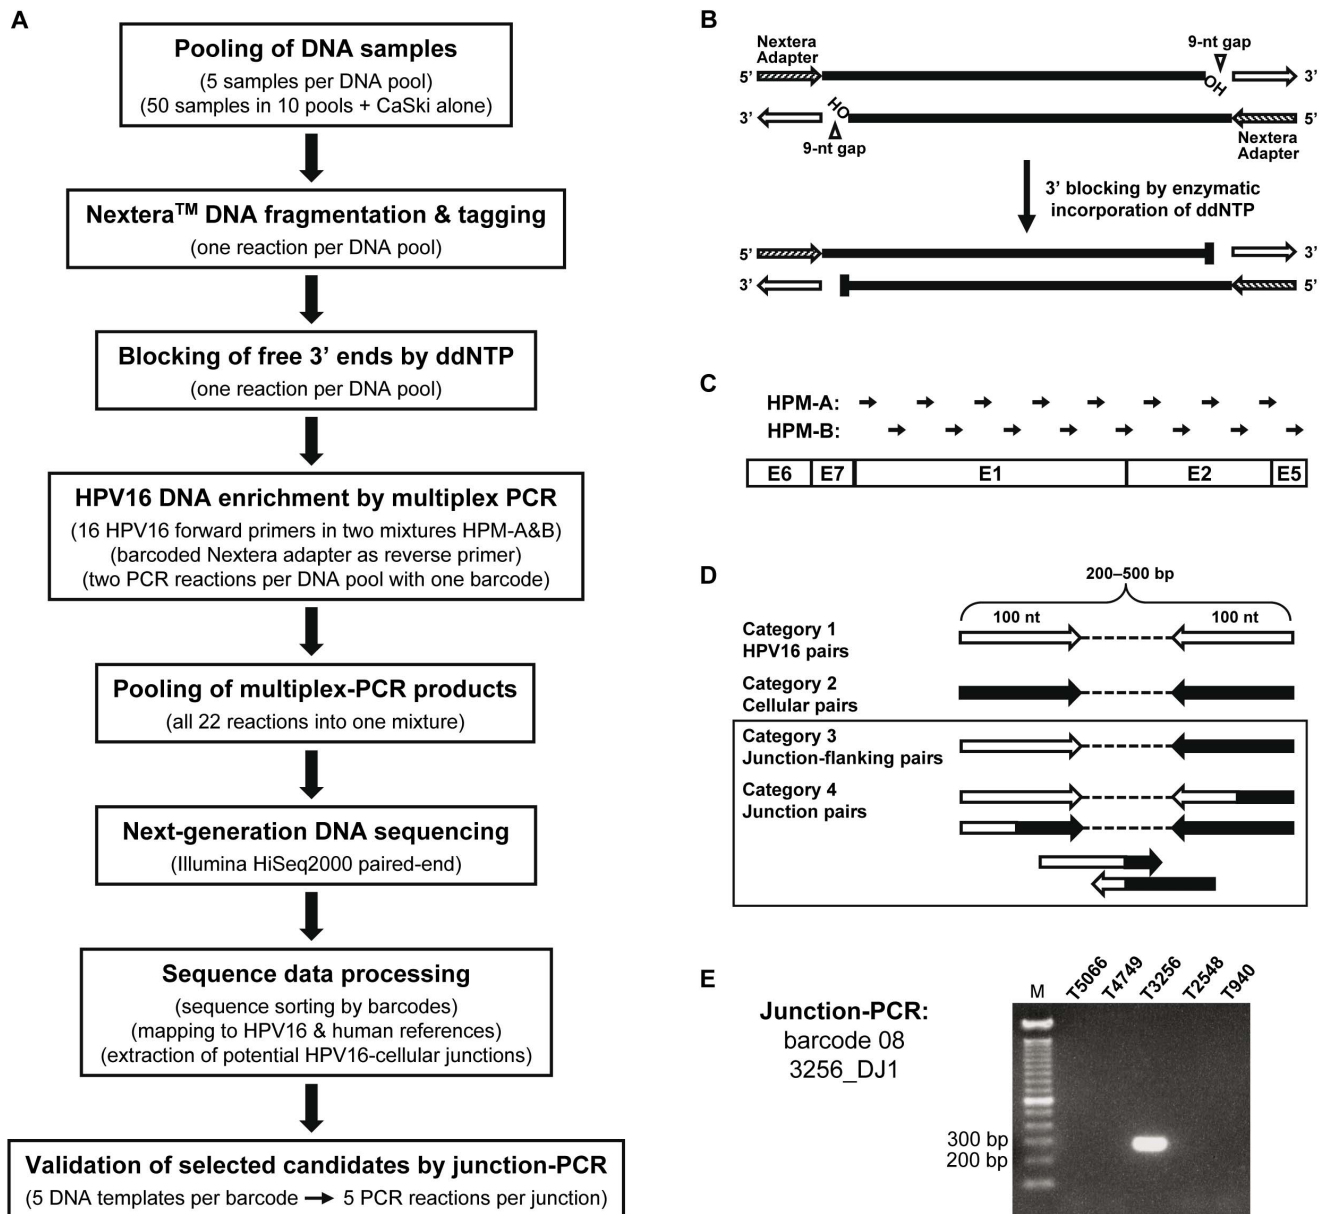 A
Pooling of DNA samples
(5 samples per DNA pool)
(50 samples in 10 pools + CaSki alone)
Nextera™ DNA fragmentation & tagging
(one reaction per DNA pool)
Blocking of free 3’ ends by ddNTP
(one reaction per DNA pool)
HPV16 DNA enrichment by multiplex PCR
(16 HPV16 forward primers in two mixtures HPM-A&B)
(barcoded Nextera adapter as reverse primer)
(two PCR reactions per DNA pool with one barcode)
Pooling of multiplex-PCR products
(all 22 reactions into one mixture)
Next-generation DNA sequencing
(Illumina HiSeq2000 paired-end)
Sequence data processing
(sequence sorting by barcodes)
(mapping to HPV16 & human references)
(extraction of potential HPV16-cellular junctions)
Validation of selected candidates by junction-PCR
(5 DNA templates per barcode → 5 PCR reactions per junction)
B
Nextera
Adapter
9-nt gap
5’
OH
3’
3’
HO
5’
9-nt gap
Nextera
Adapter
3’ blocking by enzymatic
incorporation of ddNTP
5’
3’
3’
5’
C
HPM-A:
HPM-B:
E6 E7 E1 E2 E5
D
200–500 bp
100 nt 100 nt
Category 1
HPV16 pairs
Category 2
Cellular pairs
Category 3
Junction-flanking pairs
Category 4
Junction pairs
E
Junction-PCR:
barcode 08
3256_DJ1
M T5066 T4749 T3256 T2548 T940
300 bp
200 bp